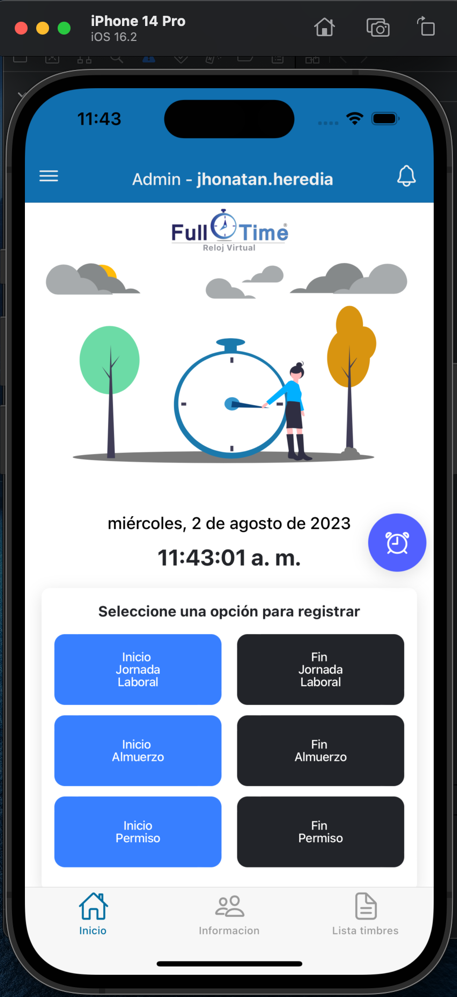 iPhone 14 Pro
iOS 16.2
11:43
Admin - jhonatan.heredia
Full Time
Reloj Virtual
miércoles, 2 de agosto de 2023
11:43:01 a. m.
Seleccione una opción para registrar
Inicio
Jornada
Laboral
Fin
Jornada
Laboral
Inicio
Almuerzo
Fin
Almuerzo
Inicio
Permiso
Fin
Permiso
Inicio
Informacion
Lista timbres